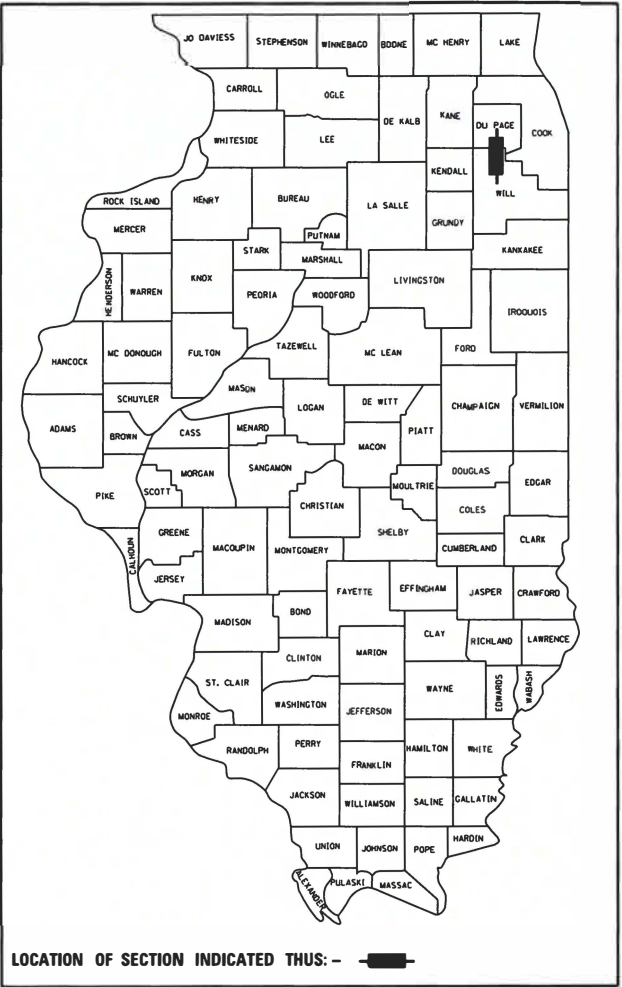 JO DAVIESS STEPHENSON WINNEBAGO BOONE MC HENRY LAKE
CARROLL OGLE
DE KALB KANE DU PAGE COOK
WHITESIDE LEE
KENDALL
WILL
ROCK ISLAND HENRY BUREAU LA SALLE
GRUNDY
MERCER PUTNAM
STARK MARSHALL KANKAKEE
HENDERSON WARREN KNOX PEORIA WOODFORD LIVINGSTON
IROQUOIS
HANCOCK MC DONOUGH FULTON TAZEWELL MC LEAN FORD
MASON
SCHUYLER
ADAMS BROWN CASS MENARD LOGAN DE WITT CHAMPAIGN VERMILION
PIATT
MACON
MORGAN SANGAMON DOUGLAS
PIKE SCOTT CHRISTIAN MOULTRIE EDGAR
COLES
GREENE MACOUPIN MONTGOMERY SHELBY
CALHOUN CUMBERLAND CLARK
JERSEY
FAYETTE EFFINGHAM JASPER CRAWFORD
MADISON BOND
CLAY RICHLAND LAWRENCE
CLINTON MARION
ST. CLAIR WAYNE EDWARDS WABASH
WASHINGTON JEFFERSON
MONROE
RANDOLPH PERRY HAMILTON WHITE
FRANKLIN
JACKSON WILLIAMSON SALINE GALLATIN
UNION JOHNSON POPE HARDIN
ALEXANDER PULASKI MASSAC
LOCATION OF SECTION INDICATED THUS: –